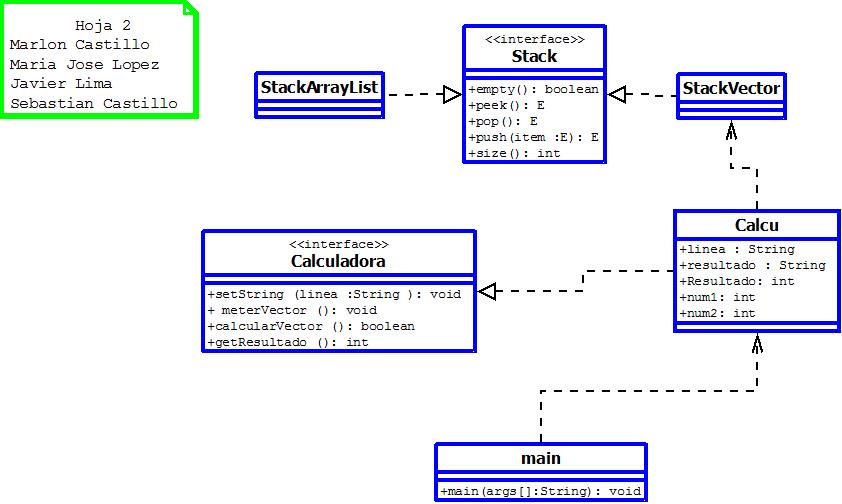 Hoja 2
Marlon Castillo
Maria Jose Lopez
Javier Lima
Sebastian Castillo
<<interface>>
Stack
+empty(): boolean
+peek(): E
+pop(): E
+push(item :E): E
+size(): int
StackArrayList
StackVector
Calcu
+linea : String
+resultado : String
+Resultado: int
+num1: int
+num2: int
<<interface>>
Calculadora
+setString (linea :String ): void
+ meterVector (): void
+calcularVector (): boolean
+getResultado (): int
main
+main(args[]:String): void